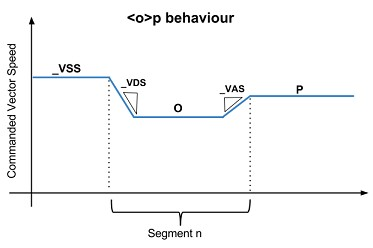 <o>p behaviour
Commanded Vector Speed
_VSS
_VDS
O
_VAS
P
Segment n